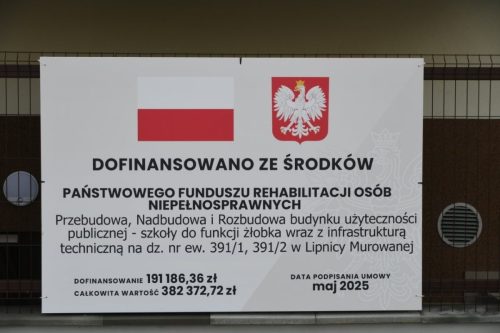 DOFINANSOWANO ZE ŚRODKÓW
PAŃSTWOWEGO FUNDUSZU REHABILITACJI OSÓB
NIEPEŁNOSPRAWNYCH
Przebudowa, Nadbudowa i Rozbudowa budynku użyteczności
publicznej - szkoły do funkcji żłobka wraz z infrastrukturą
techniczną na dz. nr ew. 391/1, 391/2 w Lipnicy Murowanej
DOFINANSOWANIE 191 186,36 zł
CAŁKOWITA WARTOŚĆ 382 372,72 zł
DATA PODPISANIA UMOWY
maj 2025